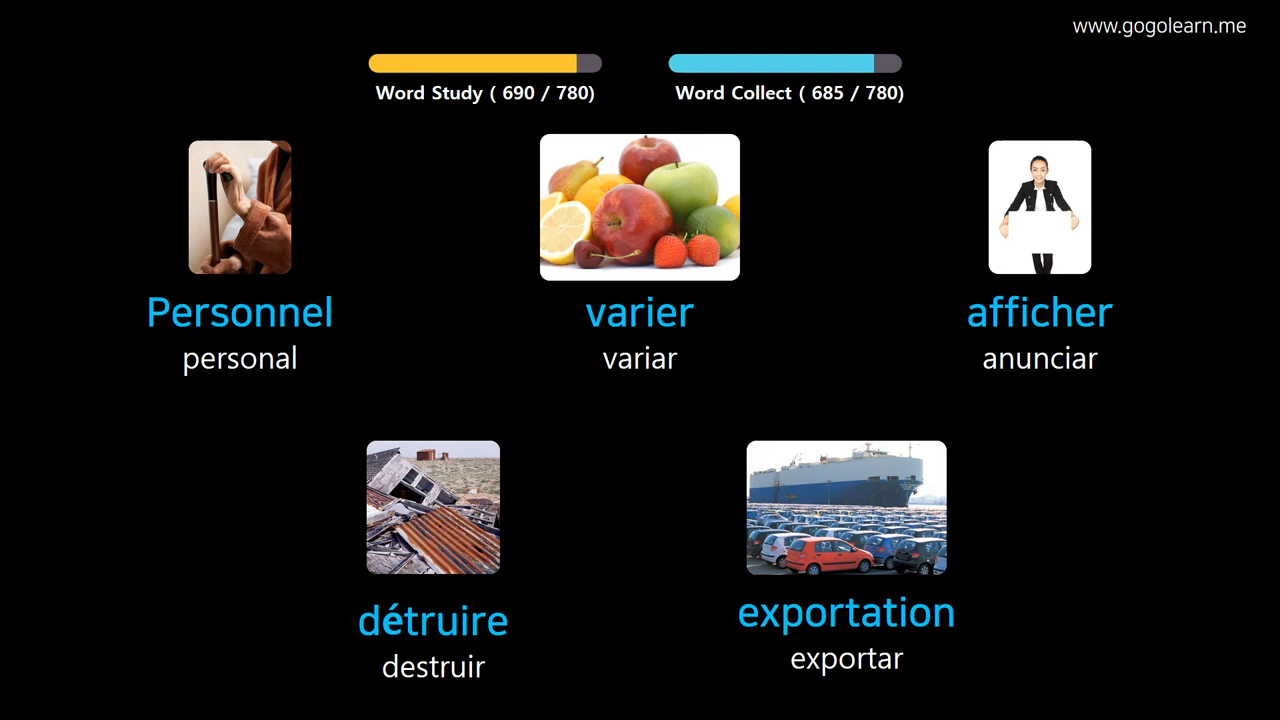 www.gogolearn.me
Word Study ( 690 / 780)
Word Collect ( 685 / 780)
Personnel
personal
varier
variar
afficher
anunciar
détruire
destruir
exportation
exportar